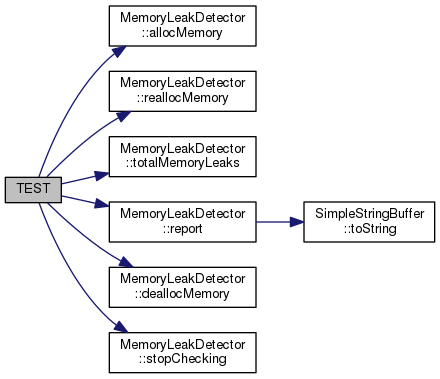 MemoryLeakDetector
::allocMemory
MemoryLeakDetector
::reallocMemory
MemoryLeakDetector
::totalMemoryLeaks
TEST
MemoryLeakDetector
::report
SimpleStringBuffer
::toString
MemoryLeakDetector
::deallocMemory
MemoryLeakDetector
::stopChecking